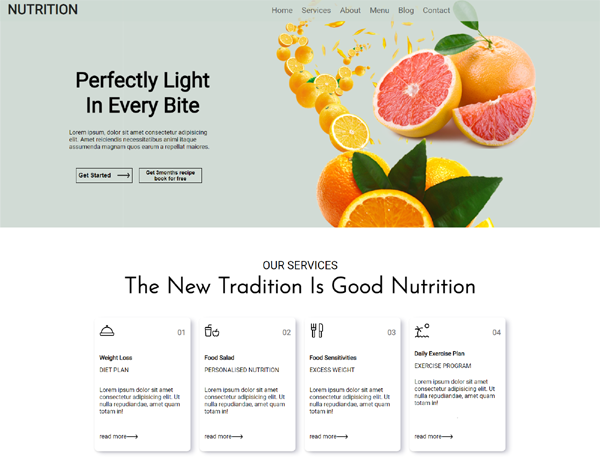 NUTRITION
Home Services About Menu Blog Contact
Perfectly Light
In Every Bite
Lorem ipsum, dolor sit amet consectetur adipisicing
elit. Amet reiciendis necessitatibus animi itaque
assumenda magnam quos earum a repellat maiores.
Get Started
Get 3months recipe
book for free
OUR SERVICES
The New Tradition Is Good Nutrition
01
Weight Loss
DIET PLAN
Lorem ipsum dolor sit amet
consectetur adipisicing elit. Ut
nulla repudiandae, amet quam
totam in!
read more
02
Food Salad
PERSONALISED NUTRITION
Lorem ipsum dolor sit amet
consectetur adipisicing elit. Ut
nulla repudiandae, amet quam
totam in!
read more
03
Food Sensitivities
EXCESS WEIGHT
Lorem ipsum dolor sit amet
consectetur adipisicing elit. Ut
nulla repudiandae, amet quam
totam in!
read more
04
Daily Exercise Plan
EXERCISE PROGRAM
Lorem ipsum dolor sit amet
consectetur adipisicing elit. Ut
nulla repudiandae, amet quam
totam in!
read more